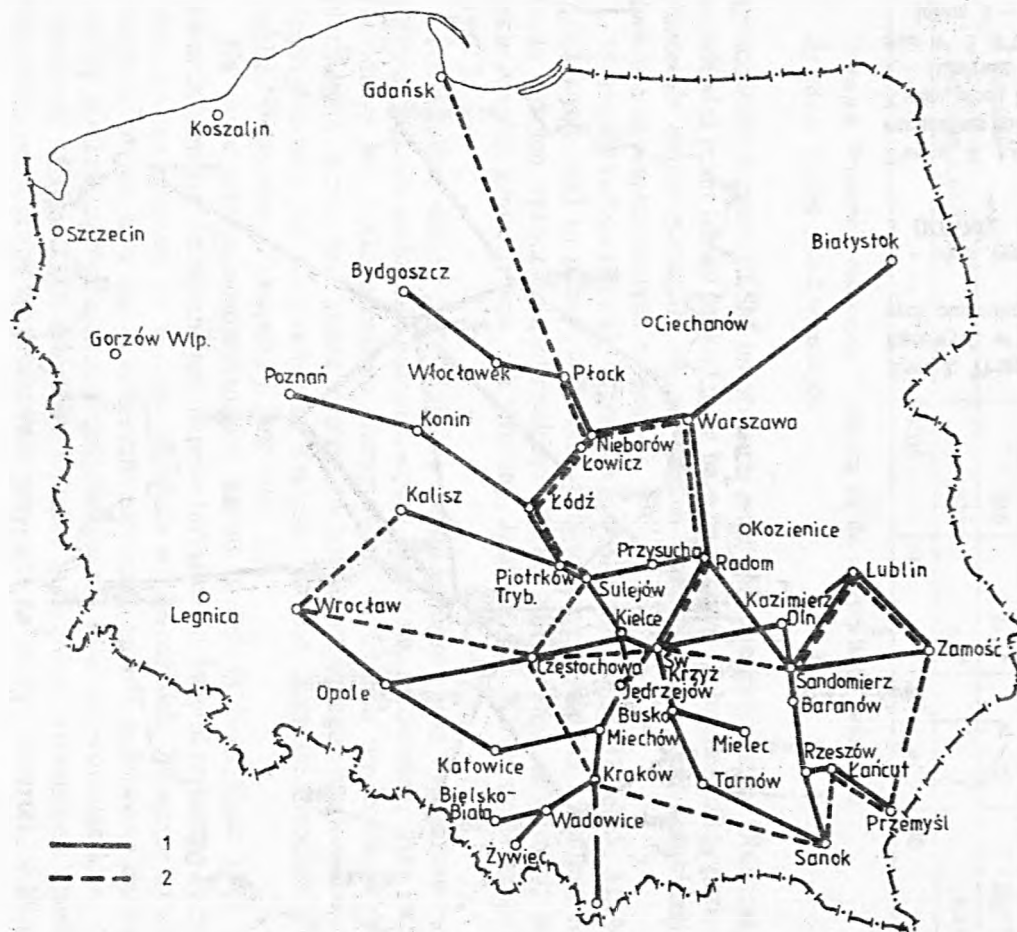 Gdańsk
Koszalin
Szczecin
Białystok
Bydgoszcz
Ciechanów
Gorzów Wlp.
Włocławek
Płock
Poznań
Konin
Warszawa
Nieborów
Łowicz
Kalisz
Łódź
Kozienice
Przysucha
Radom
Piotrków
Tryb.
Sulejów
Lublin
Legnica
Wrocław
Kielce
Kazimierz
Dln.
Zamość
Częstochowa
Św
Krzyż
Sandomierz
Opole
Jędrzejów
Baranów
Busko
Miechów
Mielec
Rzeszów
Katowice
Łańcut
Kraków
Tarnów
Bielsko-
Biała
Wadowice
Przemyśl
Żywiec
Sanok
1
2